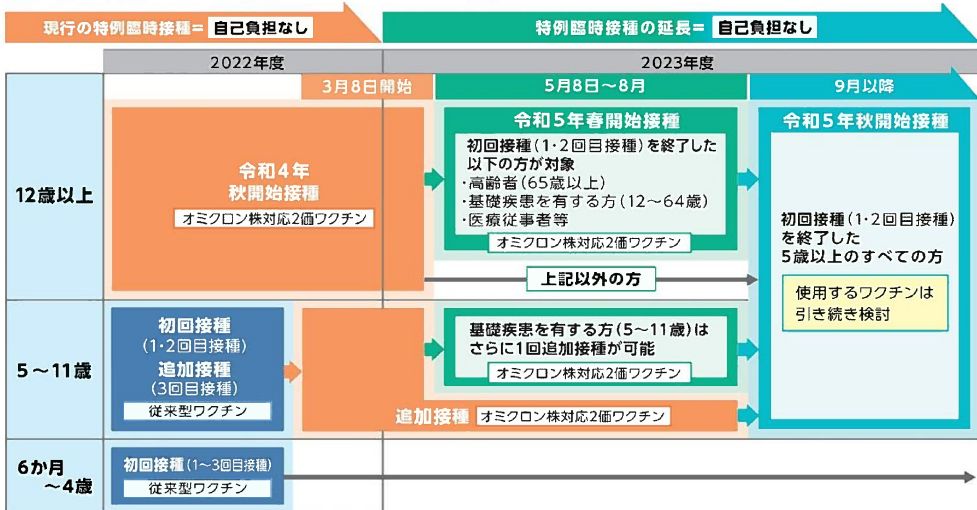 現行の特例臨時接種= 自己負担なし
特例臨時接種の延長= 自己負担なし
2022年度
2023年度
3月8日開始
5月8日~8月
9月以降
12歳以上
令和4年
秋開始接種
オミクロン株対応2価ワクチン
令和5年春開始接種
初回接種(1・2回目接種)を終了した
以下の方が対象
・高齢者(65歳以上)
・基礎疾患を有する方(12~64歳)
・医療従事者等
オミクロン株対応2価ワクチン
上記以外の方
令和5年秋開始接種
初回接種(1・2回目接種)
を終了した
5歳以上のすべての方
使用するワクチンは
引き続き検討
5~11歳
初回接種
(1・2回目接種)
追加接種
(3回目接種)
従来型ワクチン
基礎疾患を有する方(5~11歳)は
さらに1回追加接種が可能
オミクロン株対応2価ワクチン
追加接種 オミクロン株対応2価ワクチン
6か月
~4歳
初回接種(1~3回目接種)
従来型ワクチン